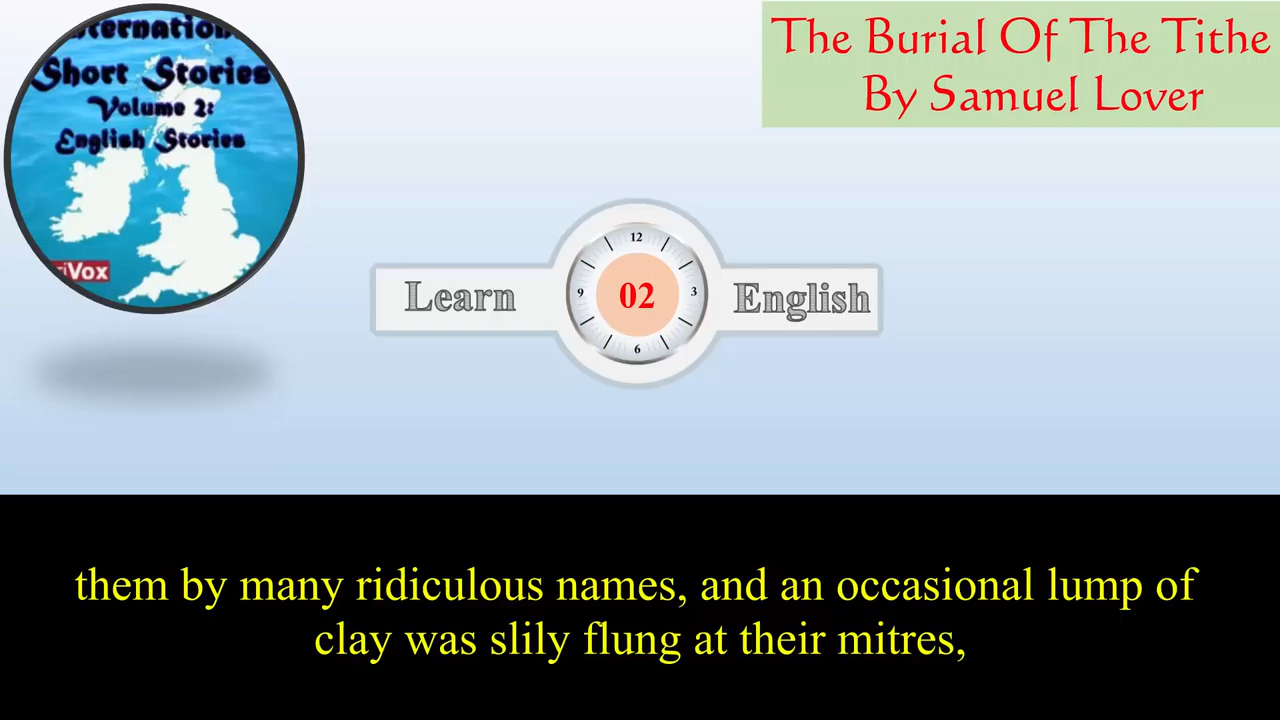 The Burial Of The Tithe
By Samuel Lover
Short Stories
Volume 2:
English Stories
Vox
Learn
02
English
12
9
3
6
them by many ridiculous names, and an occasional lump of
clay was slily flung at their mitres,